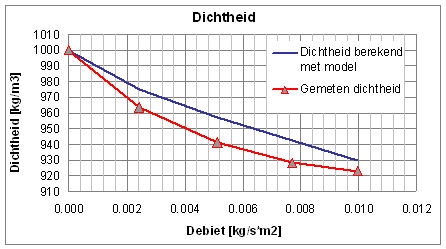 Dichtheid
1010
1000
990
980
970
960
950
940
930
920
910
Dichtheid [kg/m3]
Dichtheid berekend
met model
Gemeten dichtheid
0.000 0.002 0.004 0.006 0.008 0.010 0.012
Debiet [kg/s*m2]